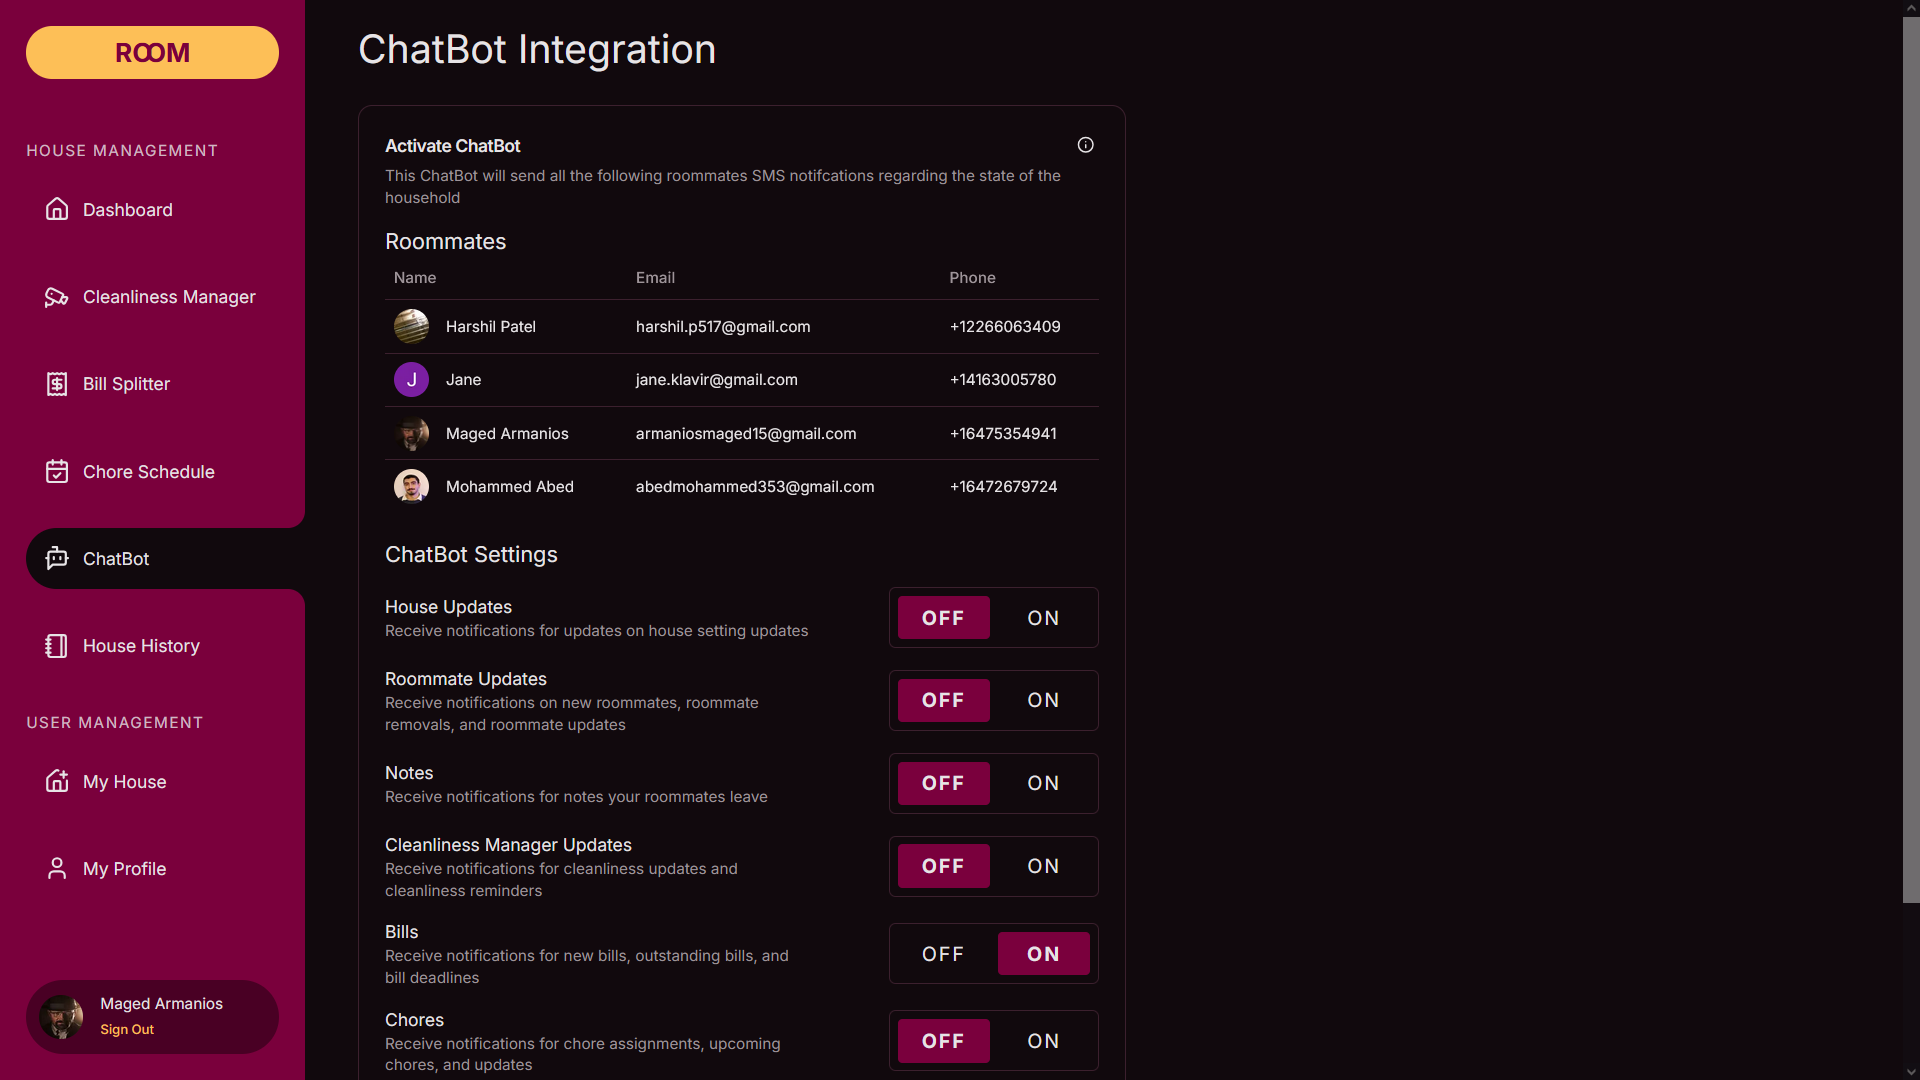 ROOM
HOUSE MANAGEMENT
Dashboard
Cleanliness Manager
Bill Splitter
Chore Schedule
ChatBot
House History
USER MANAGEMENT
My House
My Profile
Maged Armanios
Sign Out
ChatBot Integration
Activate ChatBot
This ChatBot will send all the following roommates SMS notifcations regarding the state of the
household
Roommates
Name Email Phone
Harshil Patel harshil.p517@gmail.com +12266063409
J Jane jane.klavir@gmail.com +14163005780
Maged Armanios armaniosmaged15@gmail.com +16475354941
Mohammed Abed abedmohammed353@gmail.com +16472679724
ChatBot Settings
House Updates
Receive notifications for updates on house setting updates
OFF ON
Roommate Updates
Receive notifications on new roommates, roommate
removals, and roommate updates
OFF ON
Notes
Receive notifications for notes your roommates leave
OFF ON
Cleanliness Manager Updates
Receive notifications for cleanliness updates and
cleanliness reminders
OFF ON
Bills
Receive notifications for new bills, outstanding bills, and
bill deadlines
OFF ON
Chores
Receive notifications for chore assignments, upcoming
chores, and updates
OFF ON